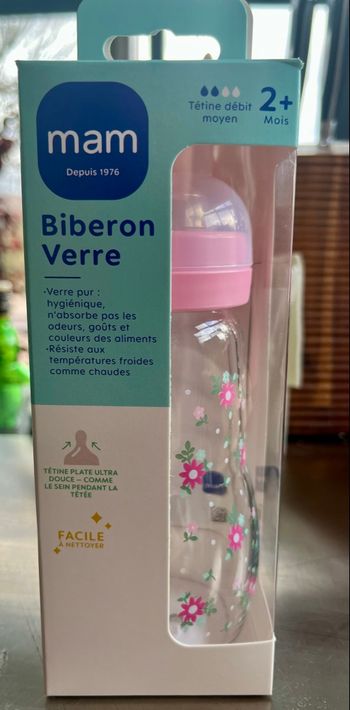 mam
Depuis 1976
Tétine débit
moyen
2+
Mois
Biberon
Verre
·Verre pur :
hygiénique,
n'absorbe pas les
odeurs, goûts et
couleurs des aliments
·Résiste aux
températures froides
comme chaudes
TÉTINE PLATE ULTRA
DOUCE – COMME
LE SEIN PENDANT LA
TÉTÉE
FACILE
À NETTOYER